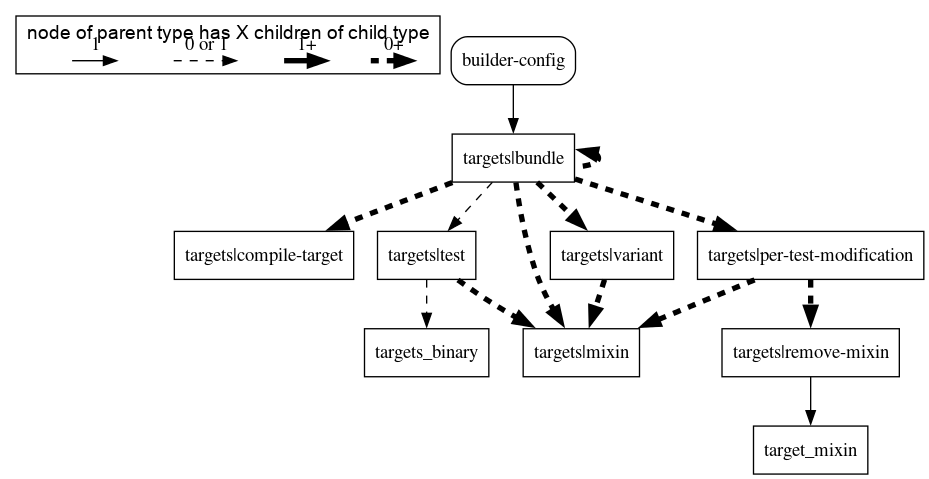 node of parent type has X children of child type
1
0 or 1
1+
0+
builder-config
targets|bundle
targets|compile-target
targets|test
targets|variant
targets|per-test-modification
targets_binary
targets|mixin
targets|remove-mixin
target_mixin